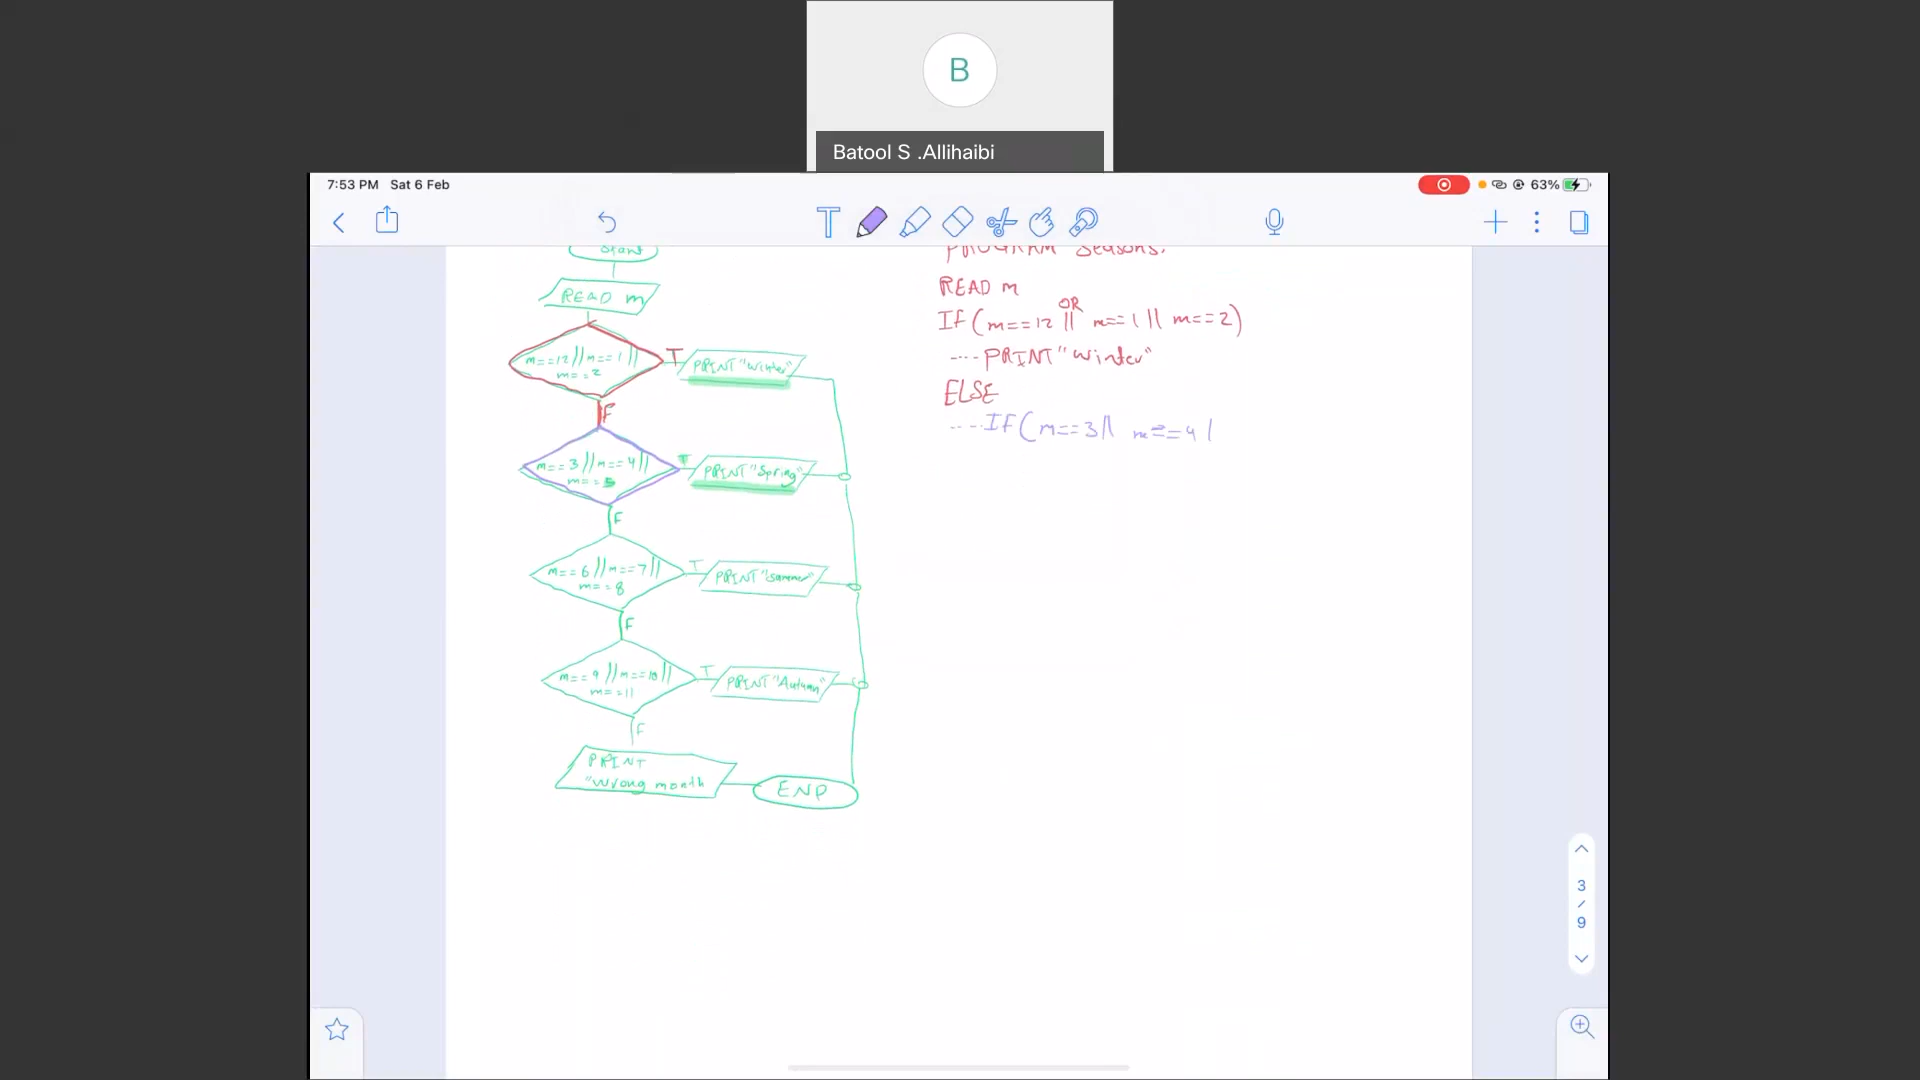 B
Batool S .Allihaibi
7:53 PM Sat 6 Feb
63%
T
Start
READ m
m==12 || m==1 ||
m==2
T
PRINT "Winter"
F
m==3 || m==4 ||
m==5
T
PRINT "Spring"
F
m==6 || m==7 ||
m==8
T
PRINT "Summer"
F
m==9 || m==10 ||
m==11
T
PRINT "Autumn"
F
PRINT
"Wrong month
END
PROGRAM Seasons:
READ m
OR
If (m==12 || m==1 || m==2)
----PRINT "Winter"
ELSE
----IF (m==3 || m==4 |
3
/
9